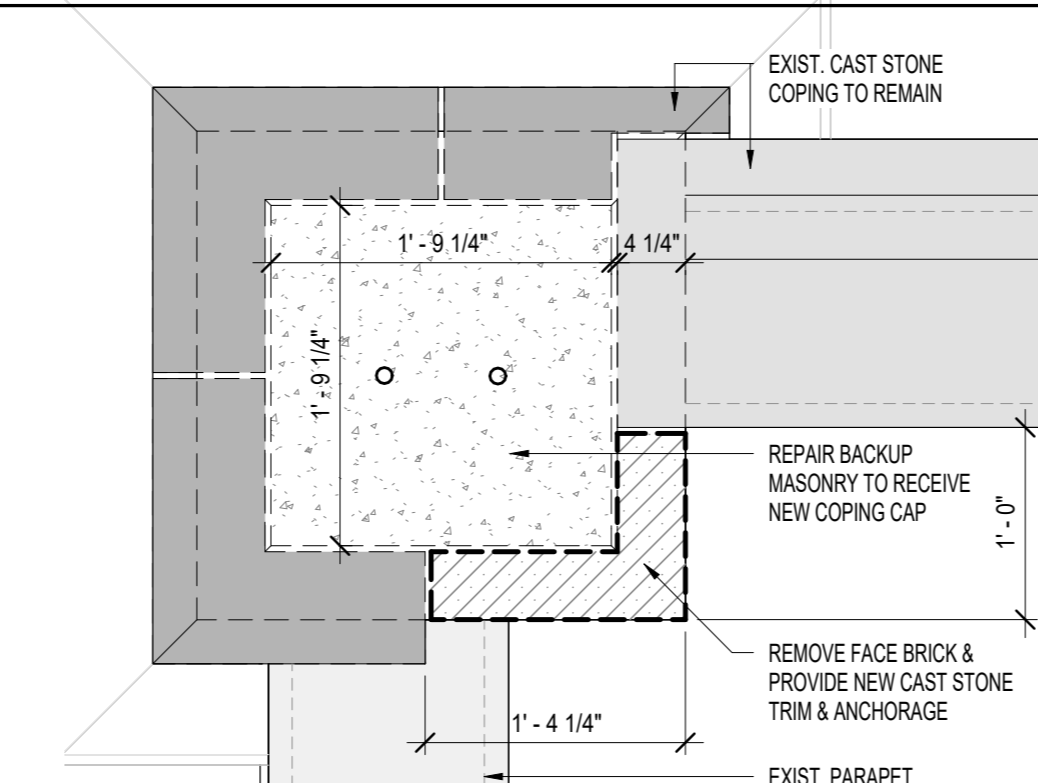 EXIST. CAST STONE
COPING TO REMAIN
1' - 9 1/4"
4 1/4"
1' - 9 1/4"
REPAIR BACKUP
MASONRY TO RECEIVE
NEW COPING CAP
1' - 0"
REMOVE FACE BRICK &
PROVIDE NEW CAST STONE
TRIM & ANCHORAGE
1' - 4 1/4"
EXIST. PARAPET